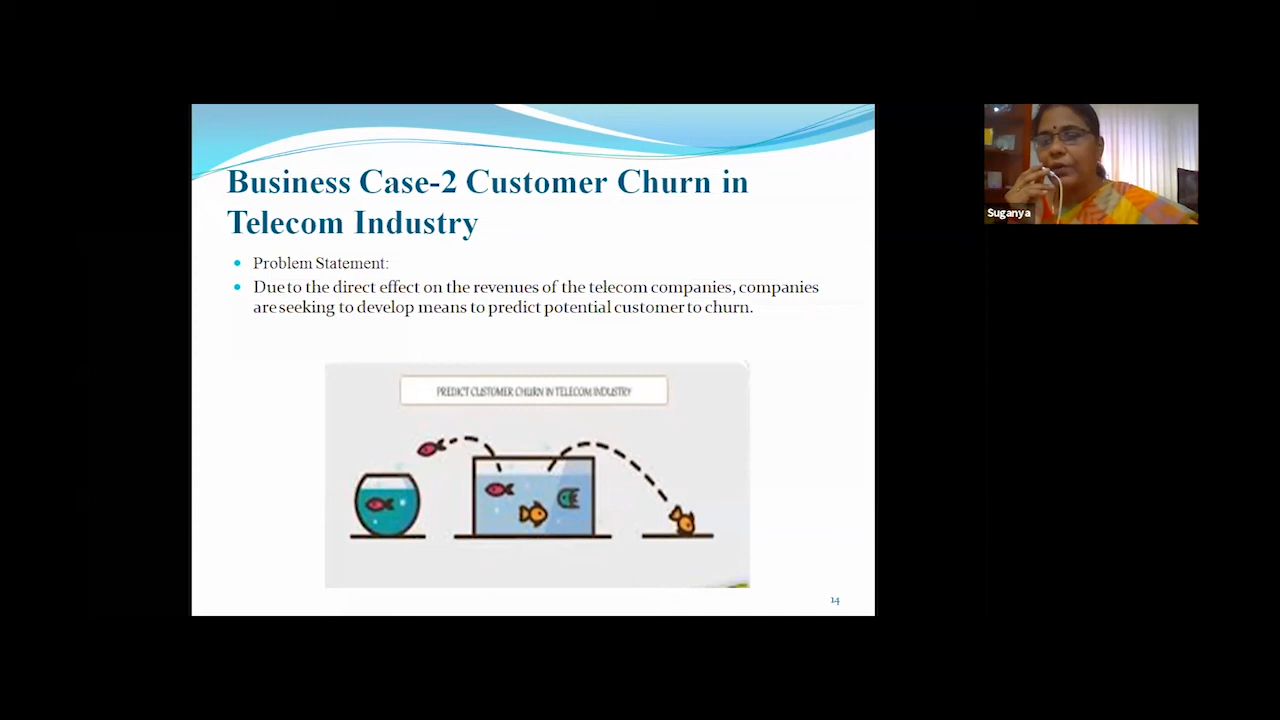 Business Case-2 Customer Churn in
Telecom Industry
Problem Statement:
Due to the direct effect on the revenues of the telecom companies, companies
are seeking to develop means to predict potential customer to churn.
PREDICT CUSTOMER CHURN IN TELECOM INDUSTRY
14
Suganya